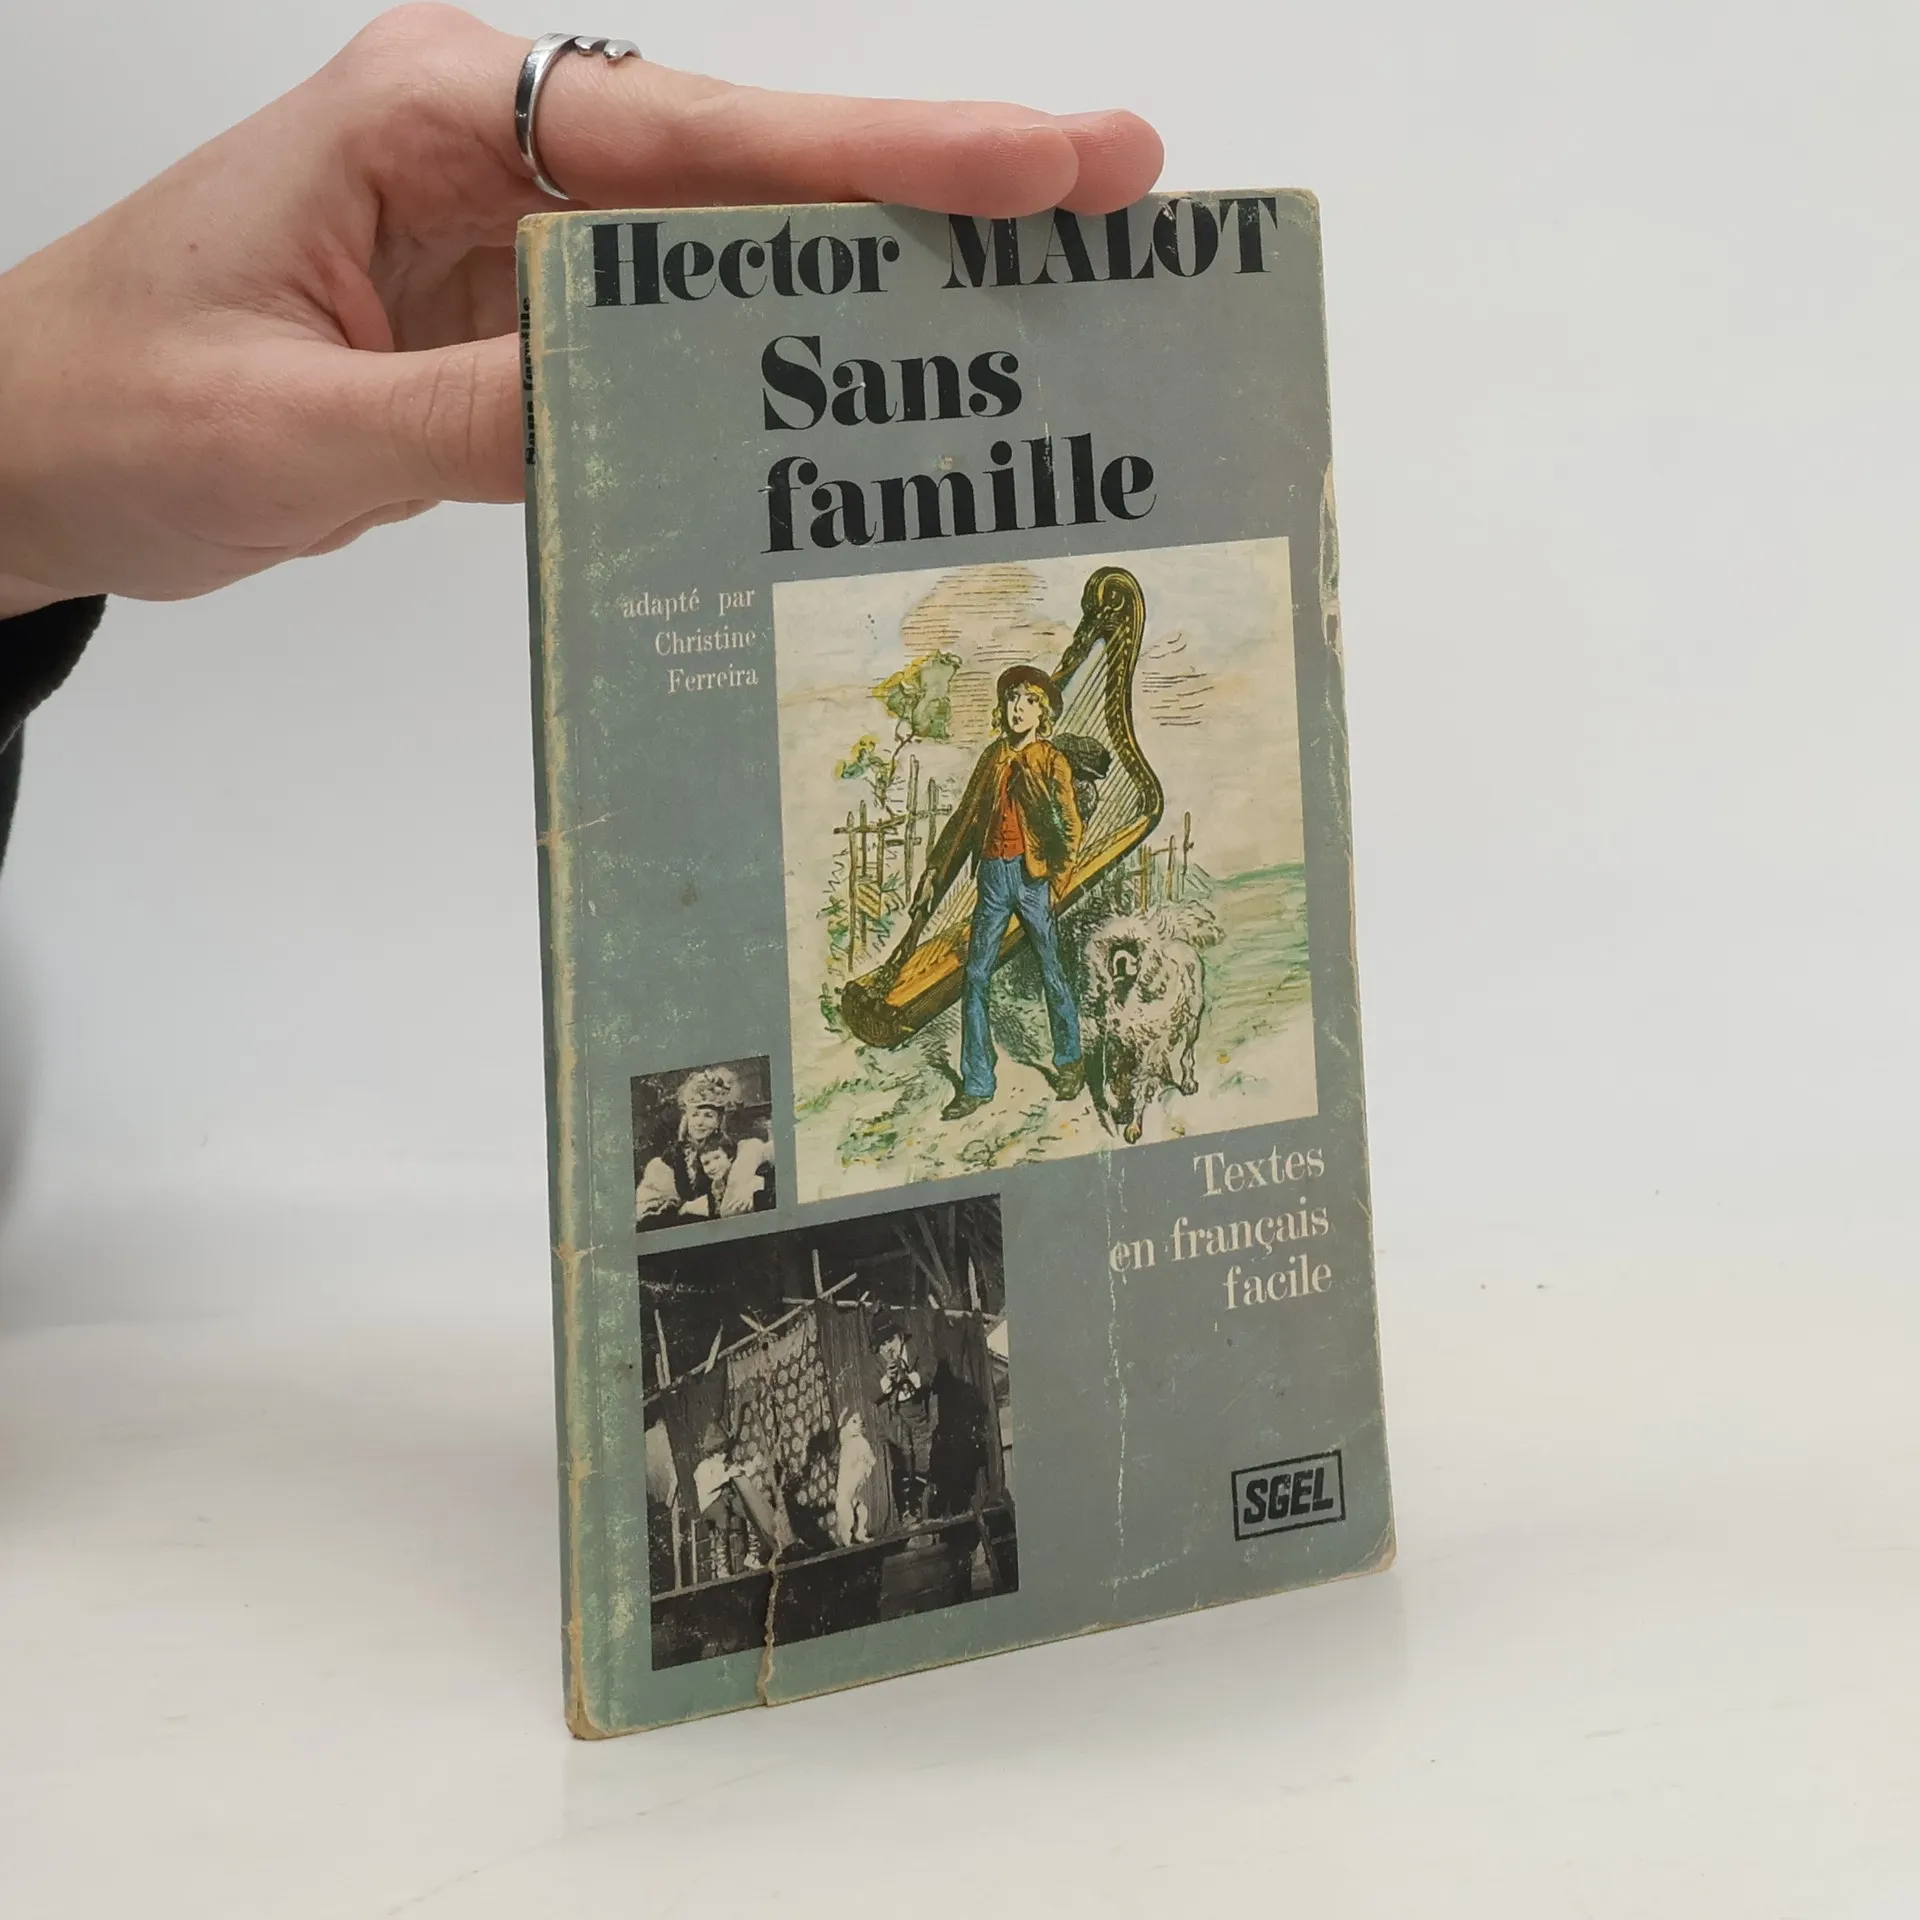 Hector MALOT
Sans
famille
adapté par
Christine
Ferreira
Textes
en français
facile
SGEL
Sans famille